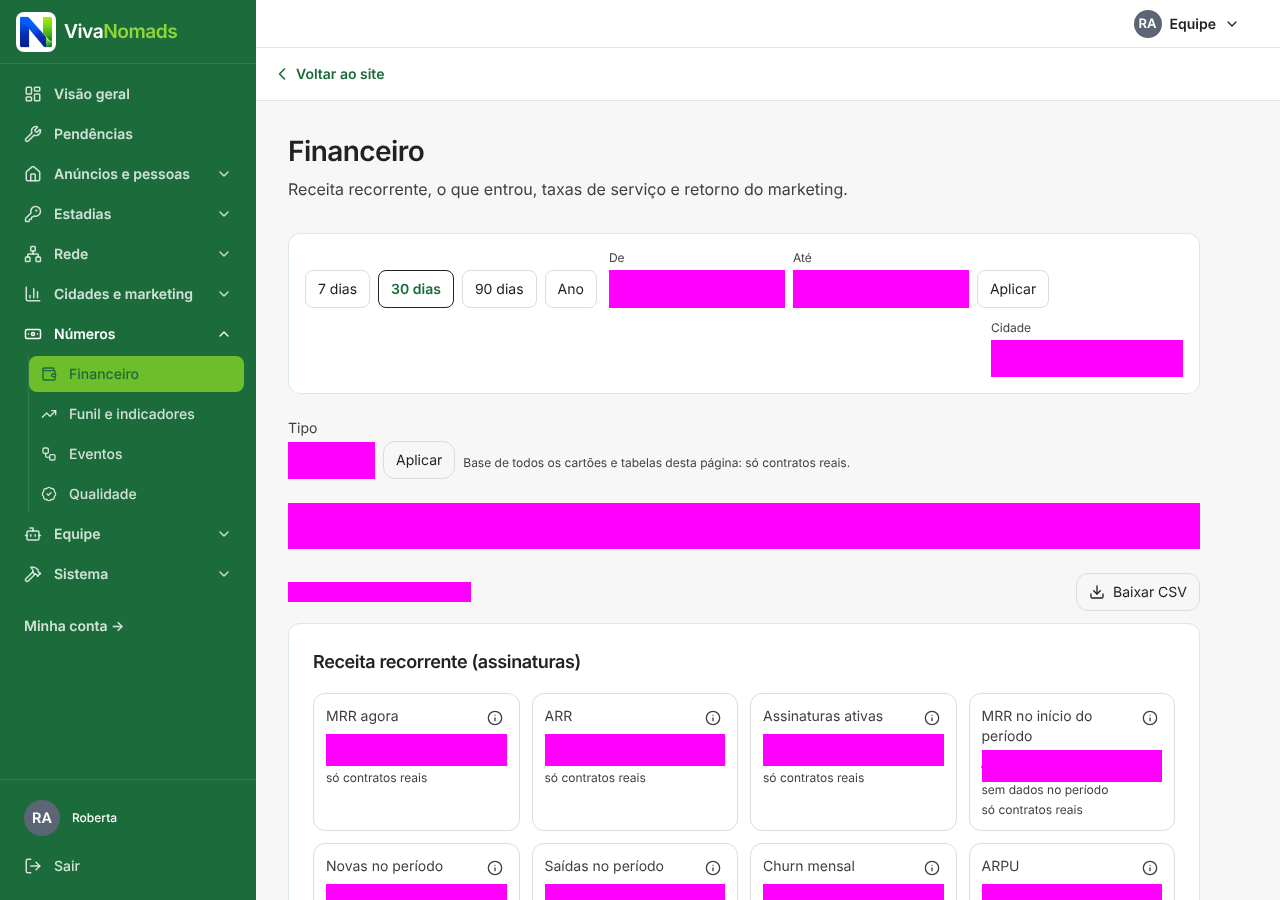 VivaNomads
RA Equipe
Voltar ao site
Visão geral
Pendências
Anúncios e pessoas
Estadias
Rede
Cidades e marketing
Números
Financeiro
Funil e indicadores
Eventos
Qualidade
Equipe
Sistema
Minha conta →
RA Roberta
Sair
Financeiro
Receita recorrente, o que entrou, taxas de serviço e retorno do marketing.
De
Até
7 dias
30 dias
90 dias
Ano
Aplicar
Cidade
Tipo
Aplicar
Base de todos os cartões e tabelas desta página: só contratos reais.
Baixar CSV
Receita recorrente (assinaturas)
MRR agora
só contratos reais
ARR
só contratos reais
Assinaturas ativas
só contratos reais
MRR no início do
período
sem dados no período
só contratos reais
Novas no período
Saídas no período
Churn mensal
ARPU